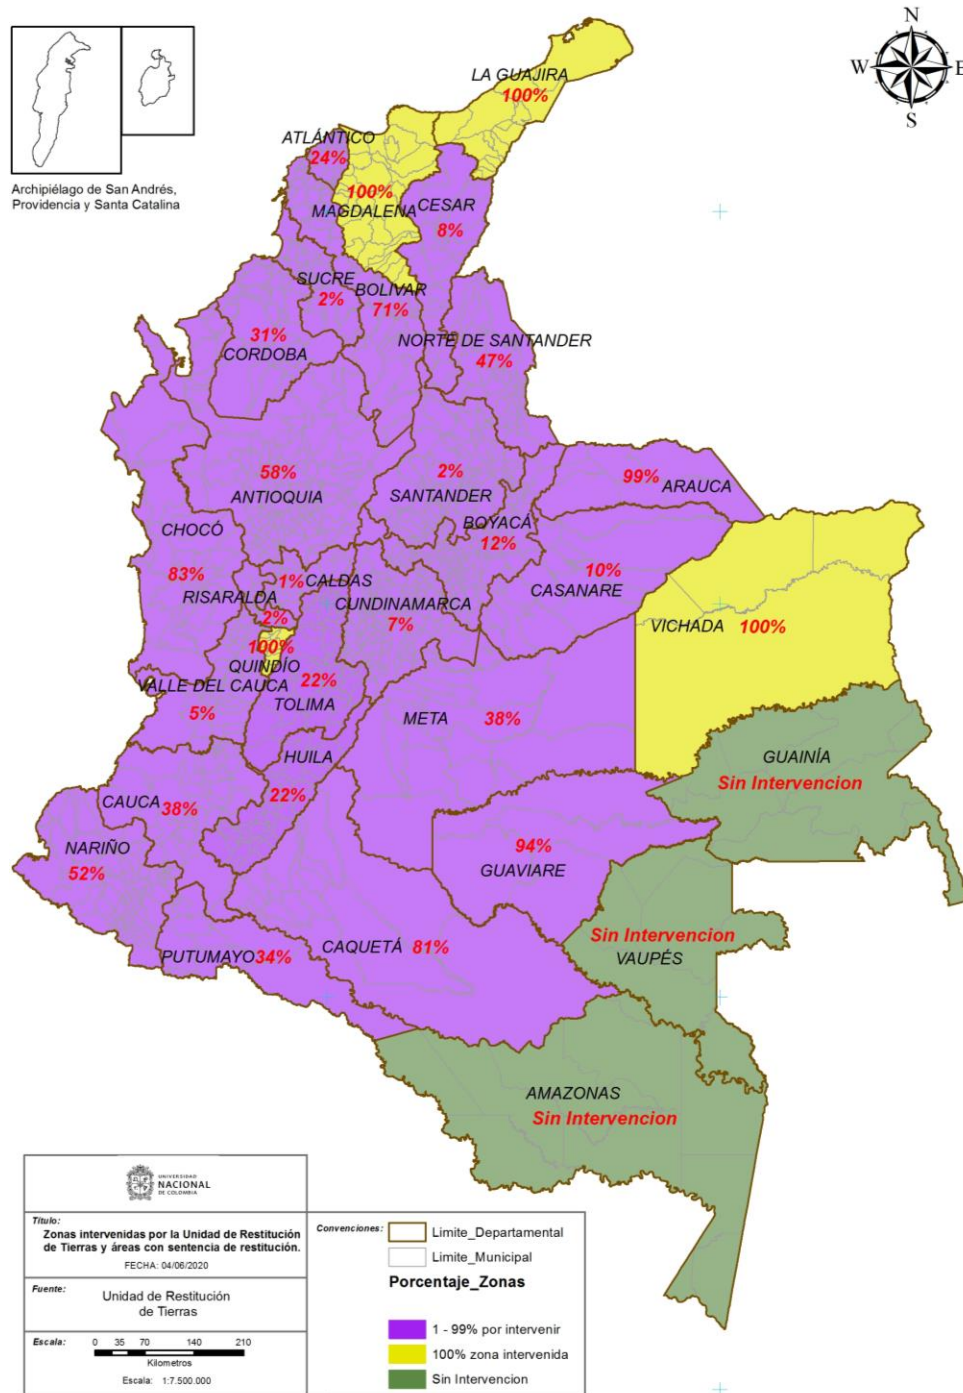 N
W
E
S
Archipiélago de San Andrés,
Providencia y Santa Catalina
LA GUAJIRA
100%
ATLÁNTICO
24%
100%
MAGDALENA
CESAR
8%
SUCRE
2%
BOLIVAR
71%
31%
CORDOBA
NORTE DE SANTANDER
47%
58%
ANTIOQUIA
2%
SANTANDER
99% ARAUCA
BOYACÁ
12%
CHOCÓ
83%
10%
CASANARE
1% CALDAS
RISARALDA
2%
CUNDINAMARCA
7%
VICHADA 100%
100%
QUINDÍO
VALLE DEL CAUCA
5%
22%
TOLIMA
META 38%
HUILA
22%
GUAINÍA
Sin Intervencion
CAUCA 38%
NARIÑO
52%
94%
GUAVIARE
PUTUMAYO 34%
CAQUETÁ 81%
Sin Intervencion
VAUPÉS
AMAZONAS
Sin Intervencion
UNIVERSIDAD
NACIONAL
DE COLOMBIA
Título:
Zonas intervenidas por la Unidad de Restitución
de Tierras y áreas con sentencia de restitución.
FECHA: 04/06/2020
Fuente:
Unidad de Restitución
de Tierras
Escala:
0 35 70 140 210
Kilometros
Escala: 1:7.500.000
Convenciones:
Limite_Departamental
Limite_Municipal
Porcentaje_Zonas
1 - 99% por intervenir
100% zona intervenida
Sin Intervencion